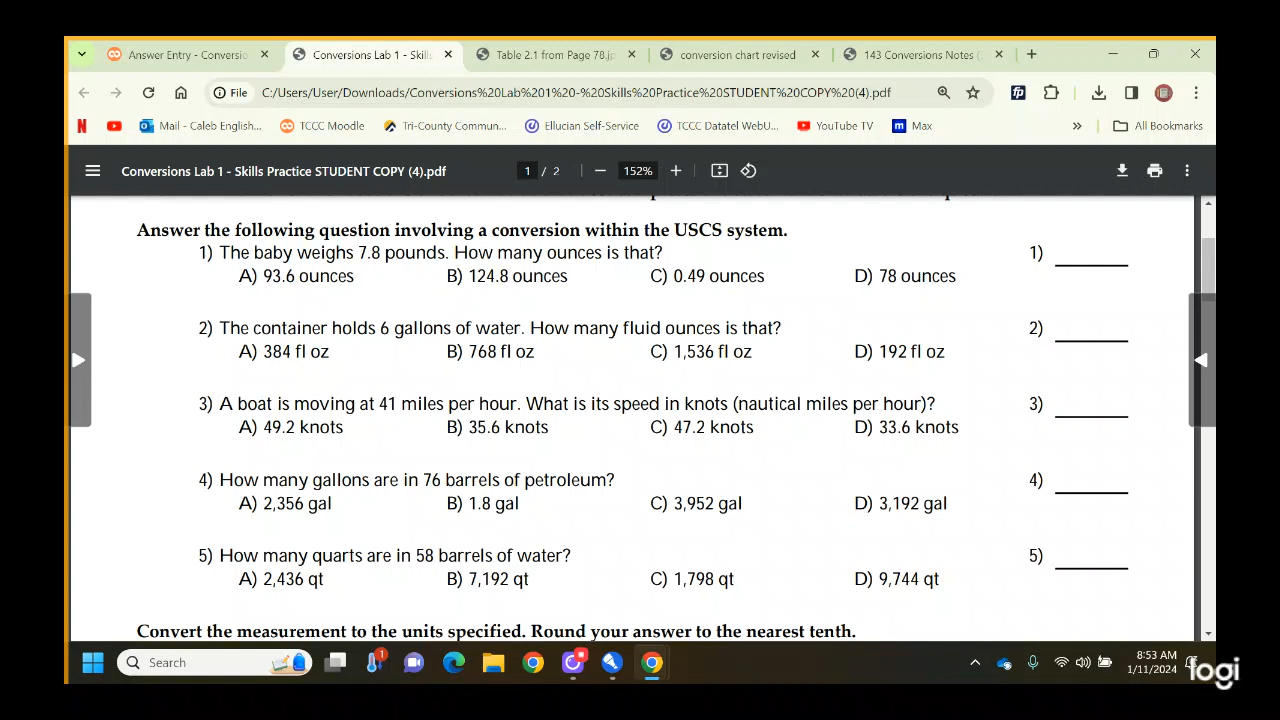 Answer Entry - Conversio
Conversions Lab 1 - Skill
Table 2.1 from Page 78.jp
conversion chart revised
143 Conversions Notes (
File
C:/Users/User/Downloads/Conversions%20Lab%201%20-%20Skills%20Practice%20STUDENT%20COPY%20(4).pdf
N
Mail - Caleb English...
TCCC Moodle
Tri-County Commun...
Ellucian Self-Service
TCCC Datatel WebU...
YouTube TV
m
Max
All Bookmarks
Conversions Lab 1 - Skills Practice STUDENT COPY (4).pdf
1 / 2
152%
Answer the following question involving a conversion within the USCS system.
1) The baby weighs 7.8 pounds. How many ounces is that? 1)
A) 93.6 ounces B) 124.8 ounces C) 0.49 ounces D) 78 ounces
2) The container holds 6 gallons of water. How many fluid ounces is that? 2)
A) 384 fl oz B) 768 fl oz C) 1,536 fl oz D) 192 fl oz
3) A boat is moving at 41 miles per hour. What is its speed in knots (nautical miles per hour)? 3)
A) 49.2 knots B) 35.6 knots C) 47.2 knots D) 33.6 knots
4) How many gallons are in 76 barrels of petroleum? 4)
A) 2,356 gal B) 1.8 gal C) 3,952 gal D) 3,192 gal
5) How many quarts are in 58 barrels of water? 5)
A) 2,436 qt B) 7,192 qt C) 1,798 qt D) 9,744 qt
Convert the measurement to the units specified. Round your answer to the nearest tenth.
Search
1
8:53 AM
1/11/2024
logi